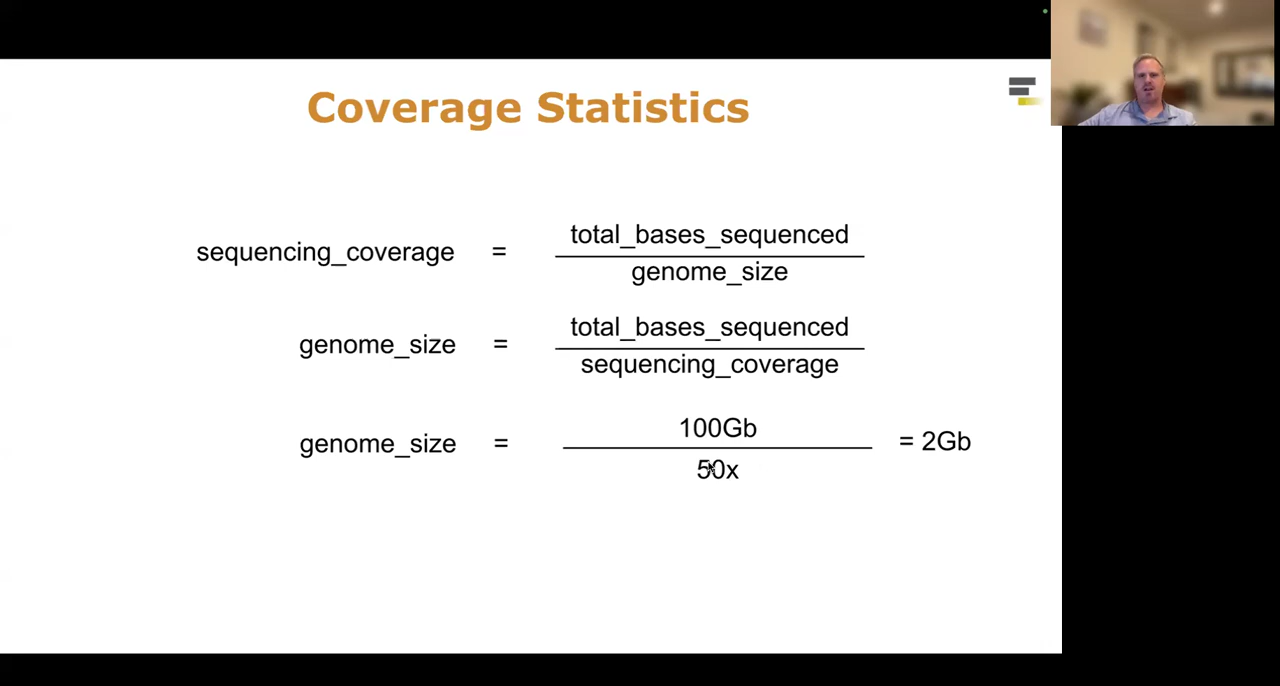 Coverage Statistics
sequencing_coverage = total_bases_sequenced
genome_size
genome_size = total_bases_sequenced
sequencing_coverage
genome_size = 100Gb = 2Gb
50x